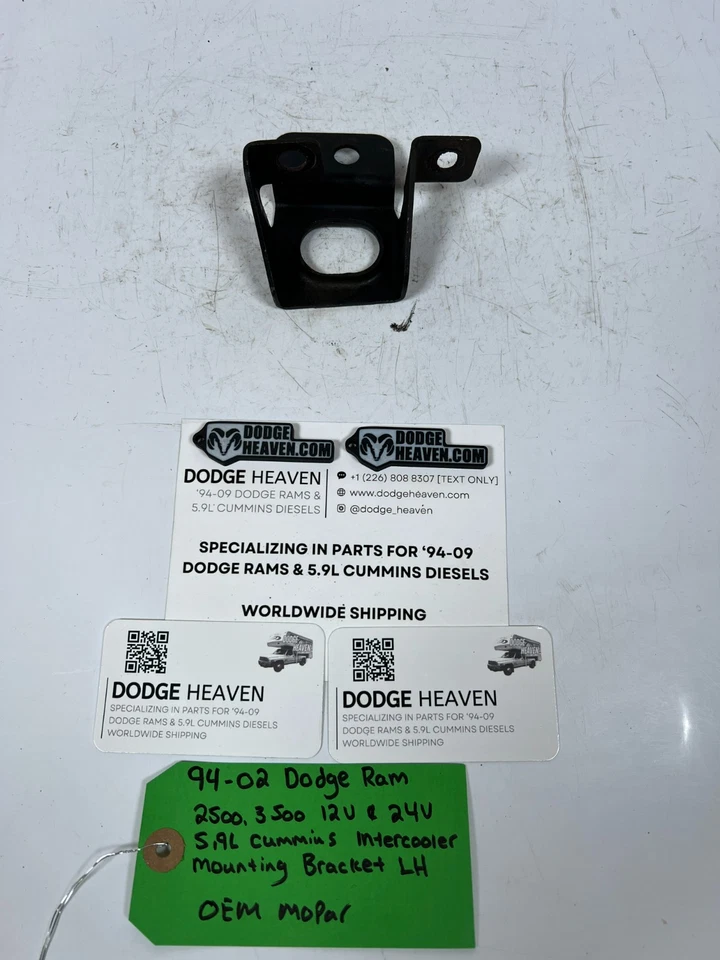 DODGE
HEAVEN.COM
DODGE
HEAVEN.COM
DODGE HEAVEN
'94-09 DODGE RAMS &
5.9L CUMMINS DIESELS
+1 (226) 808 8307 [TEXT ONLY]
www.dodgeheaven.com
@dodge_heaven
SPECIALIZING IN PARTS FOR '94-09
DODGE RAMS & 5.9L CUMMINS DIESELS
WORLDWIDE SHIPPING
DODGE
HEAVEN
DODGE HEAVEN
SPECIALIZING IN PARTS FOR '94-09
DODGE RAMS & 5.9L CUMMINS DIESELS
WORLDWIDE SHIPPING
DODGE
HEAVEN
DODGE HEAVEN
SPECIALIZING IN PARTS FOR '94-09
DODGE RAMS & 5.9L CUMMINS DIESELS
WORLDWIDE SHIPPING
94-02 Dodge Ram
2500, 3500 12V & 24V
5.9L Cummins Intercooler
Mounting Bracket LH
OEM Mopar